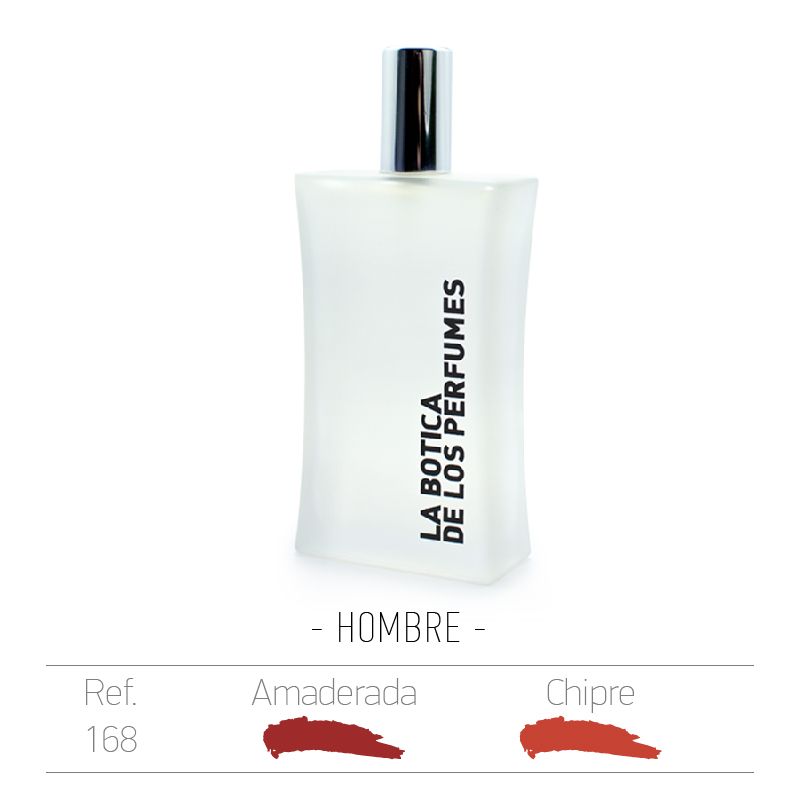 LA BOTICA
DE LOS PERFUMES
- HOMBRE -
Ref. Amaderada Chipre
168